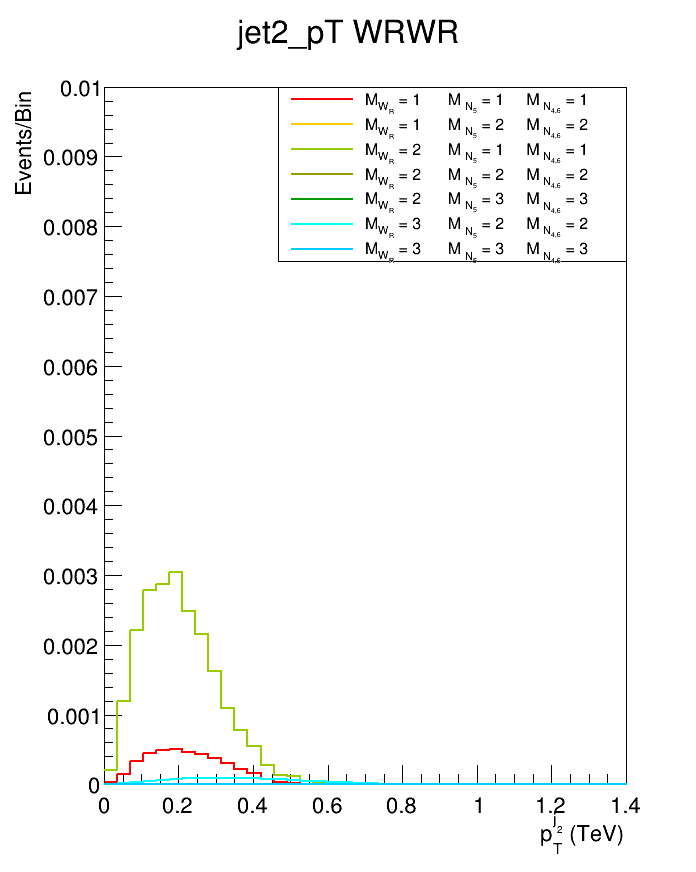 jet2_pT WRWR
Events/Bin
0.01
0.009
0.008
0.007
0.006
0.005
0.004
0.003
0.002
0.001
0
M_{W_R} = 1 M_{N_5} = 1 M_{N_{4,6}} = 1
M_{W_R} = 1 M_{N_5} = 2 M_{N_{4,6}} = 2
M_{W_R} = 2 M_{N_5} = 1 M_{N_{4,6}} = 1
M_{W_R} = 2 M_{N_5} = 2 M_{N_{4,6}} = 2
M_{W_R} = 2 M_{N_5} = 3 M_{N_{4,6}} = 3
M_{W_R} = 3 M_{N_5} = 2 M_{N_{4,6}} = 2
M_{W_R} = 3 M_{N_5} = 3 M_{N_{4,6}} = 3
0 0.2 0.4 0.6 0.8 1 1.2 1.4
p_T^{j_2} (TeV)